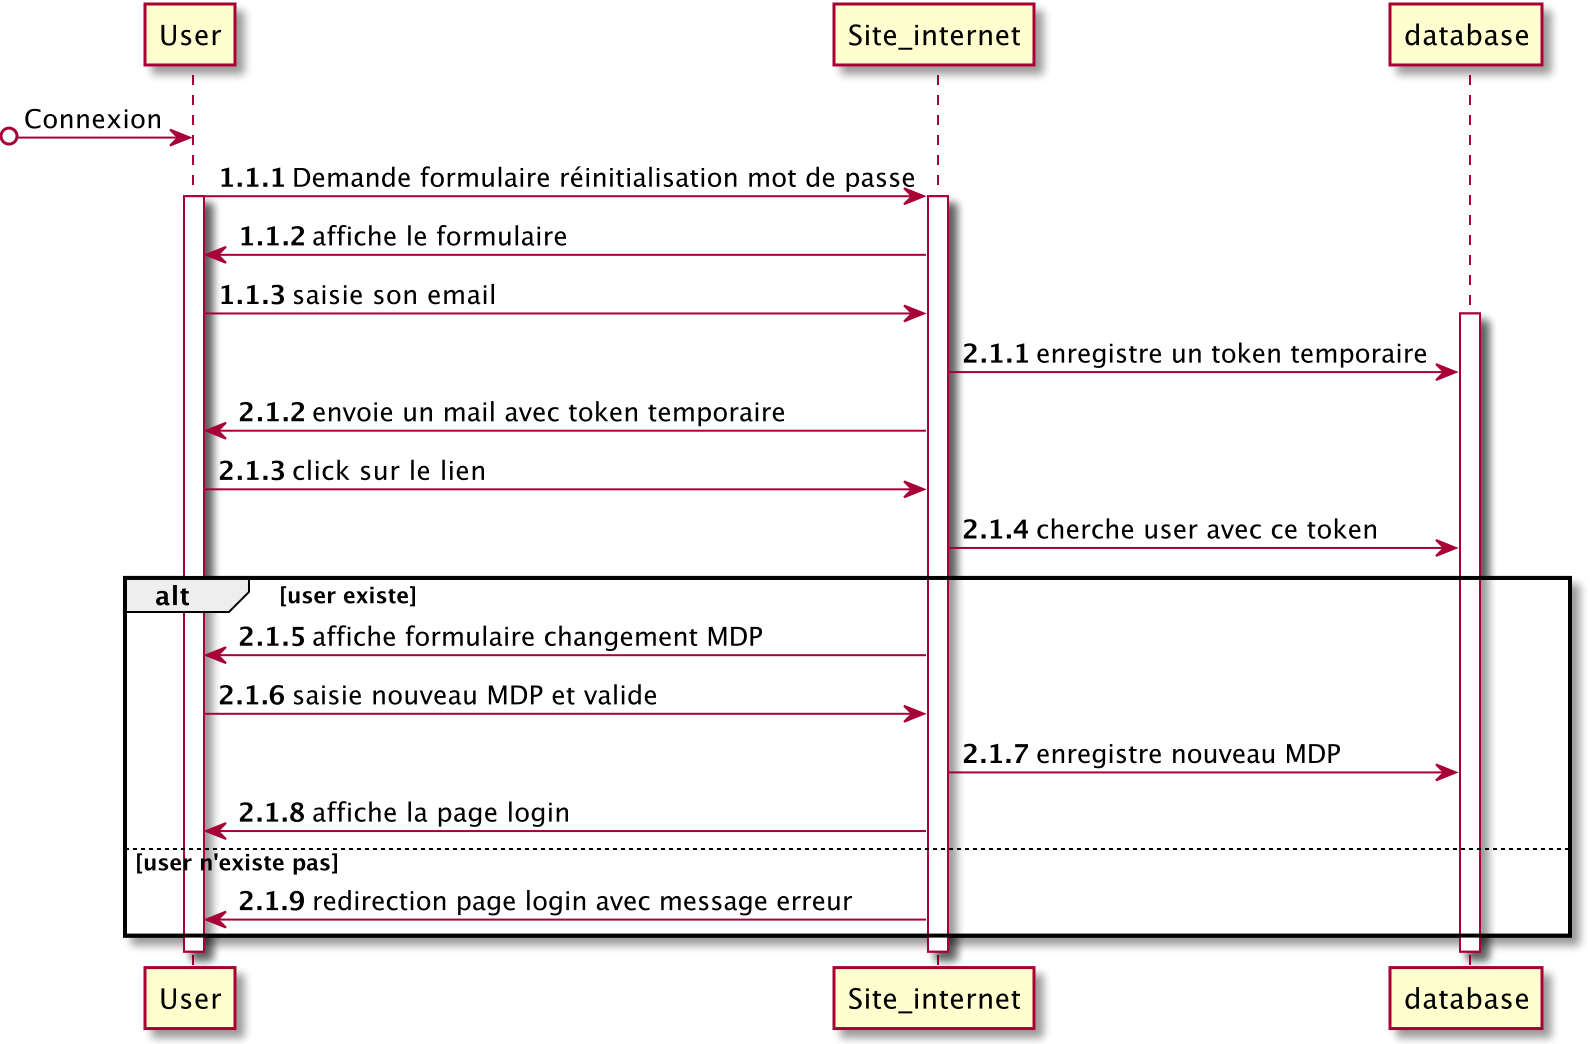 User Site_internet database
Connexion
1.1.1 Demande formulaire réinitialisation mot de passe
1.1.2 affiche le formulaire
1.1.3 saisie son email
2.1.1 enregistre un token temporaire
2.1.2 envoie un mail avec token temporaire
2.1.3 click sur le lien
2.1.4 cherche user avec ce token
alt [user existe]
2.1.5 affiche formulaire changement MDP
2.1.6 saisie nouveau MDP et valide
2.1.7 enregistre nouveau MDP
2.1.8 affiche la page login
[user n'existe pas]
2.1.9 redirection page login avec message erreur
User Site_internet database